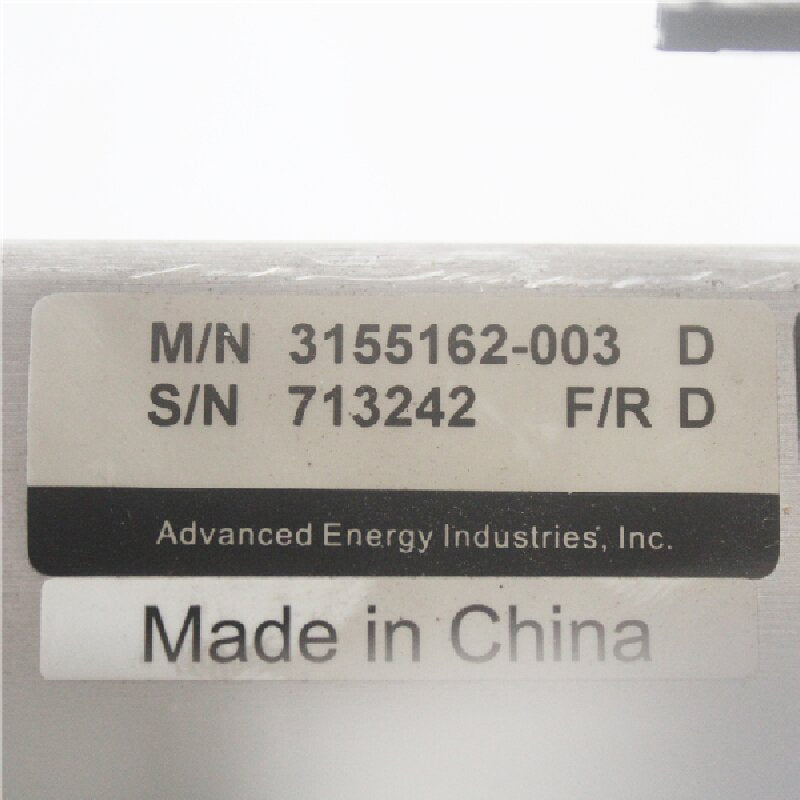 M/N 3155162-003 D
S/N 713242 F/R D
Advanced Energy Industries, Inc.
Made in China